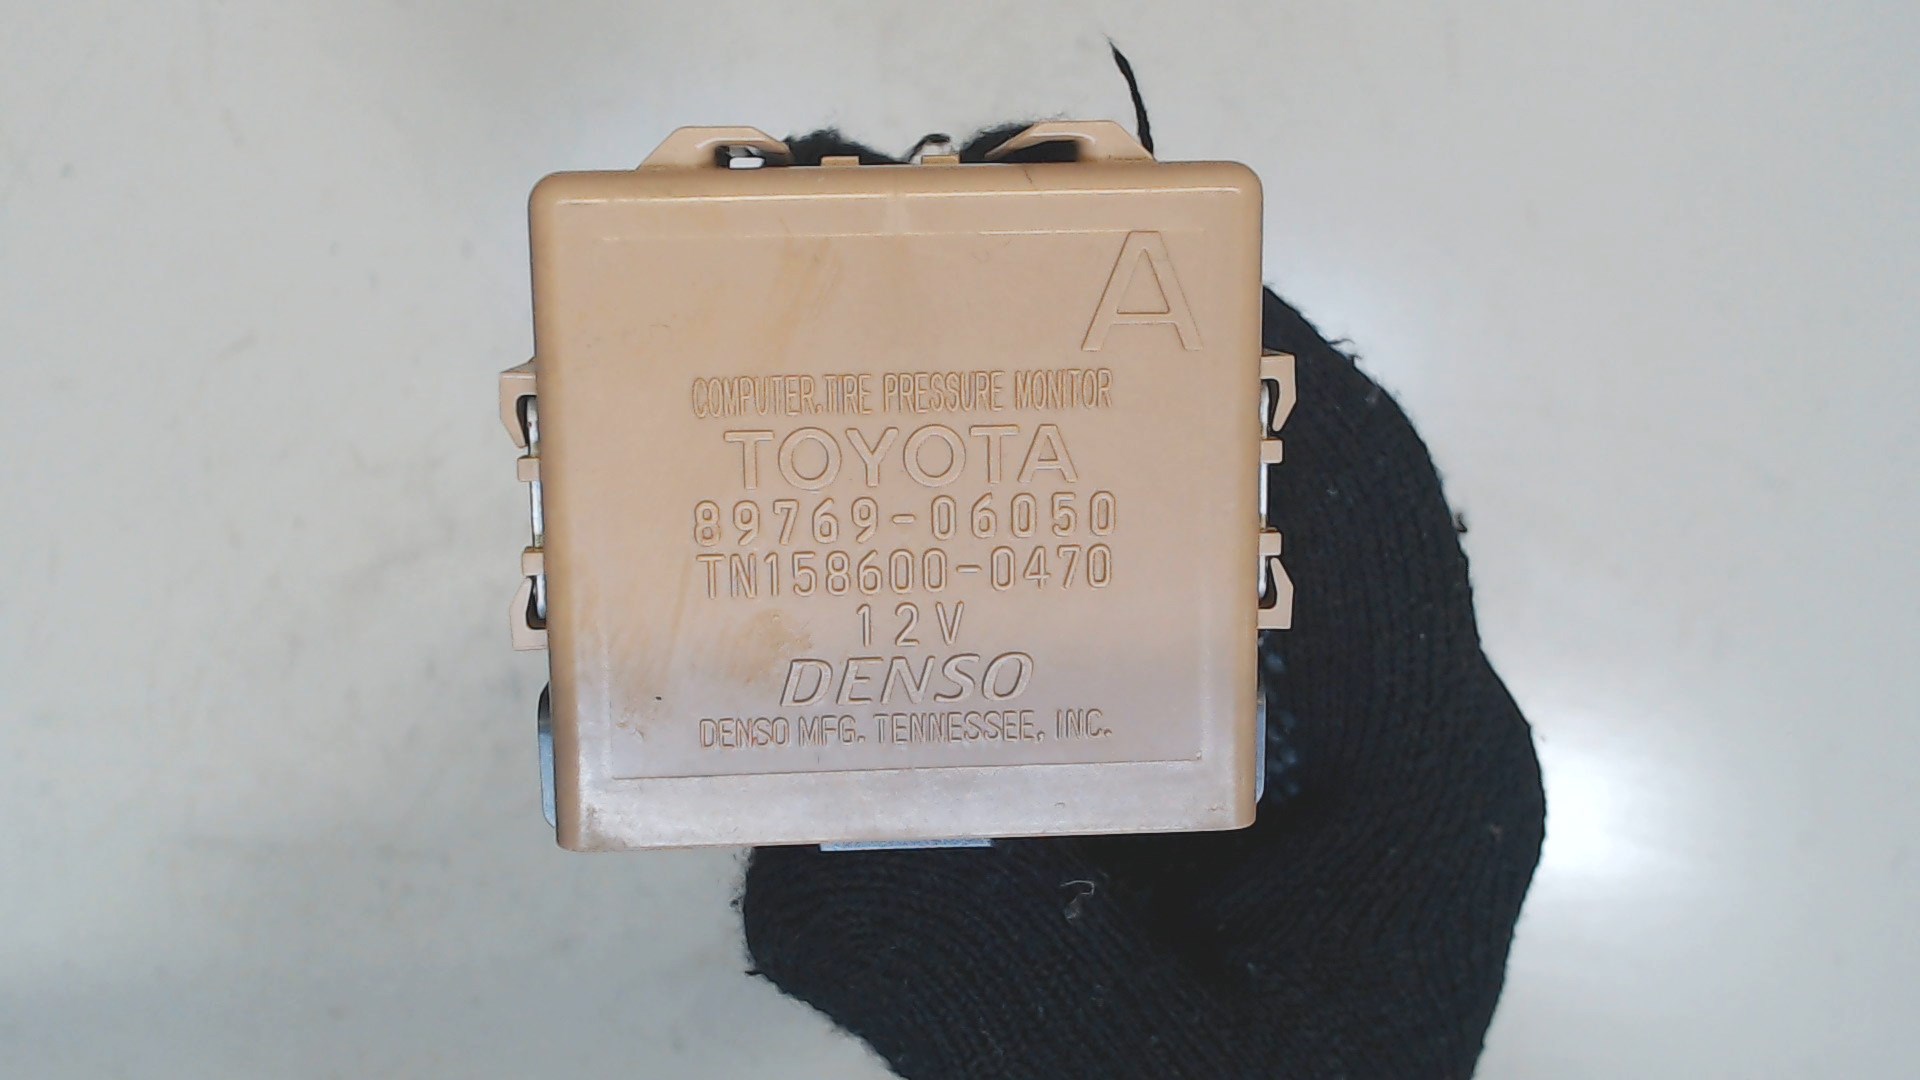 A
COMPUTER.TIRE PRESSURE MONITOR
TOYOTA
89769-06050
TN158600-0470
12V
DENSO
DENSO MFG. TENNESSEE, INC.